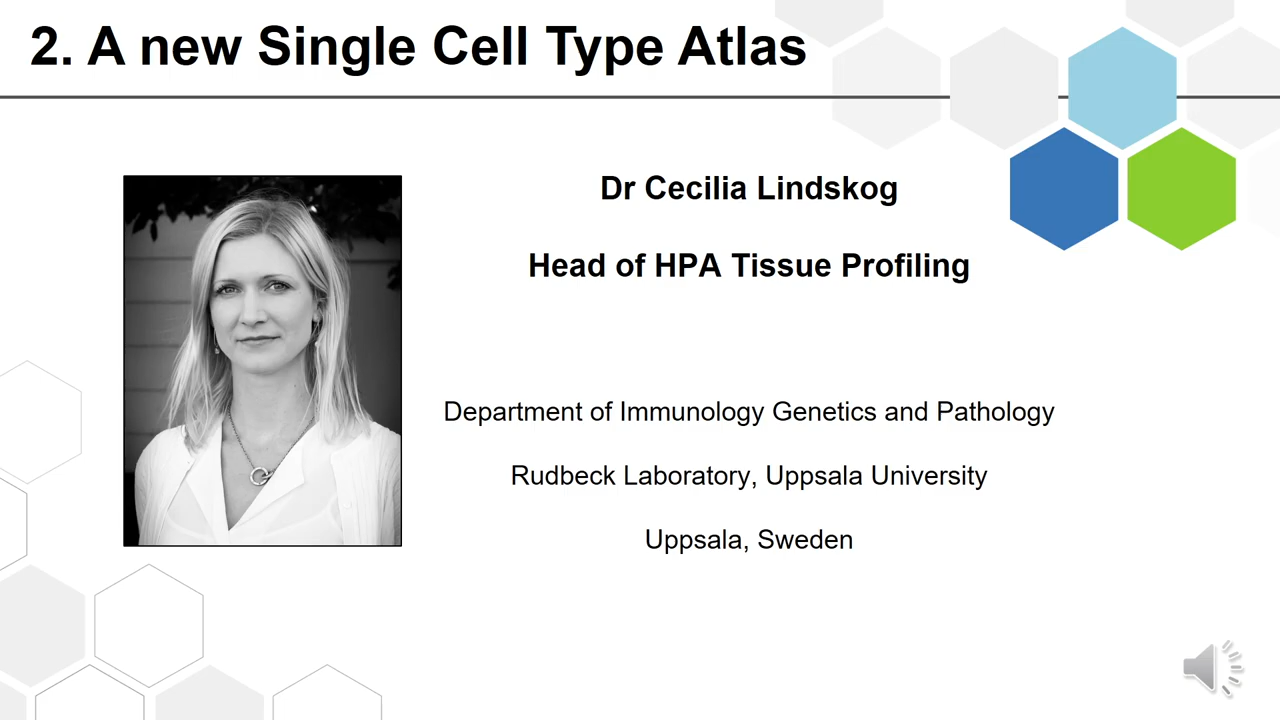 2. A new Single Cell Type Atlas
Dr Cecilia Lindskog
Head of HPA Tissue Profiling
Department of Immunology Genetics and Pathology
Rudbeck Laboratory, Uppsala University
Uppsala, Sweden